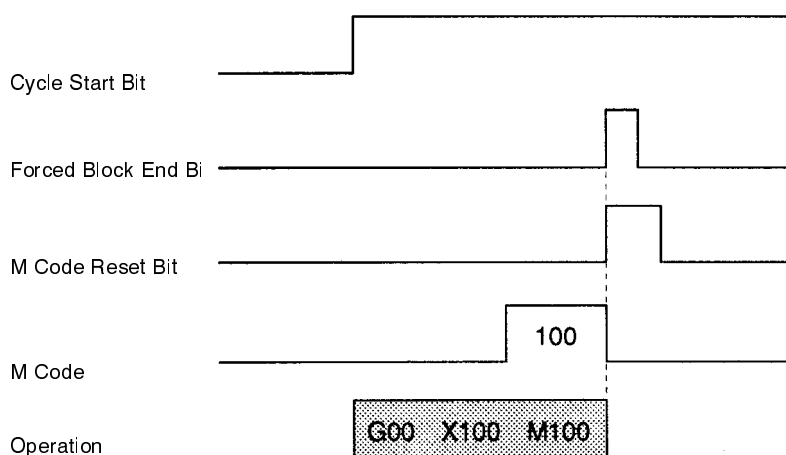 Cycle Start Bit
Forced Block End Bi
M Code Reset Bit
100
M Code
G00 X100 M100
Operation